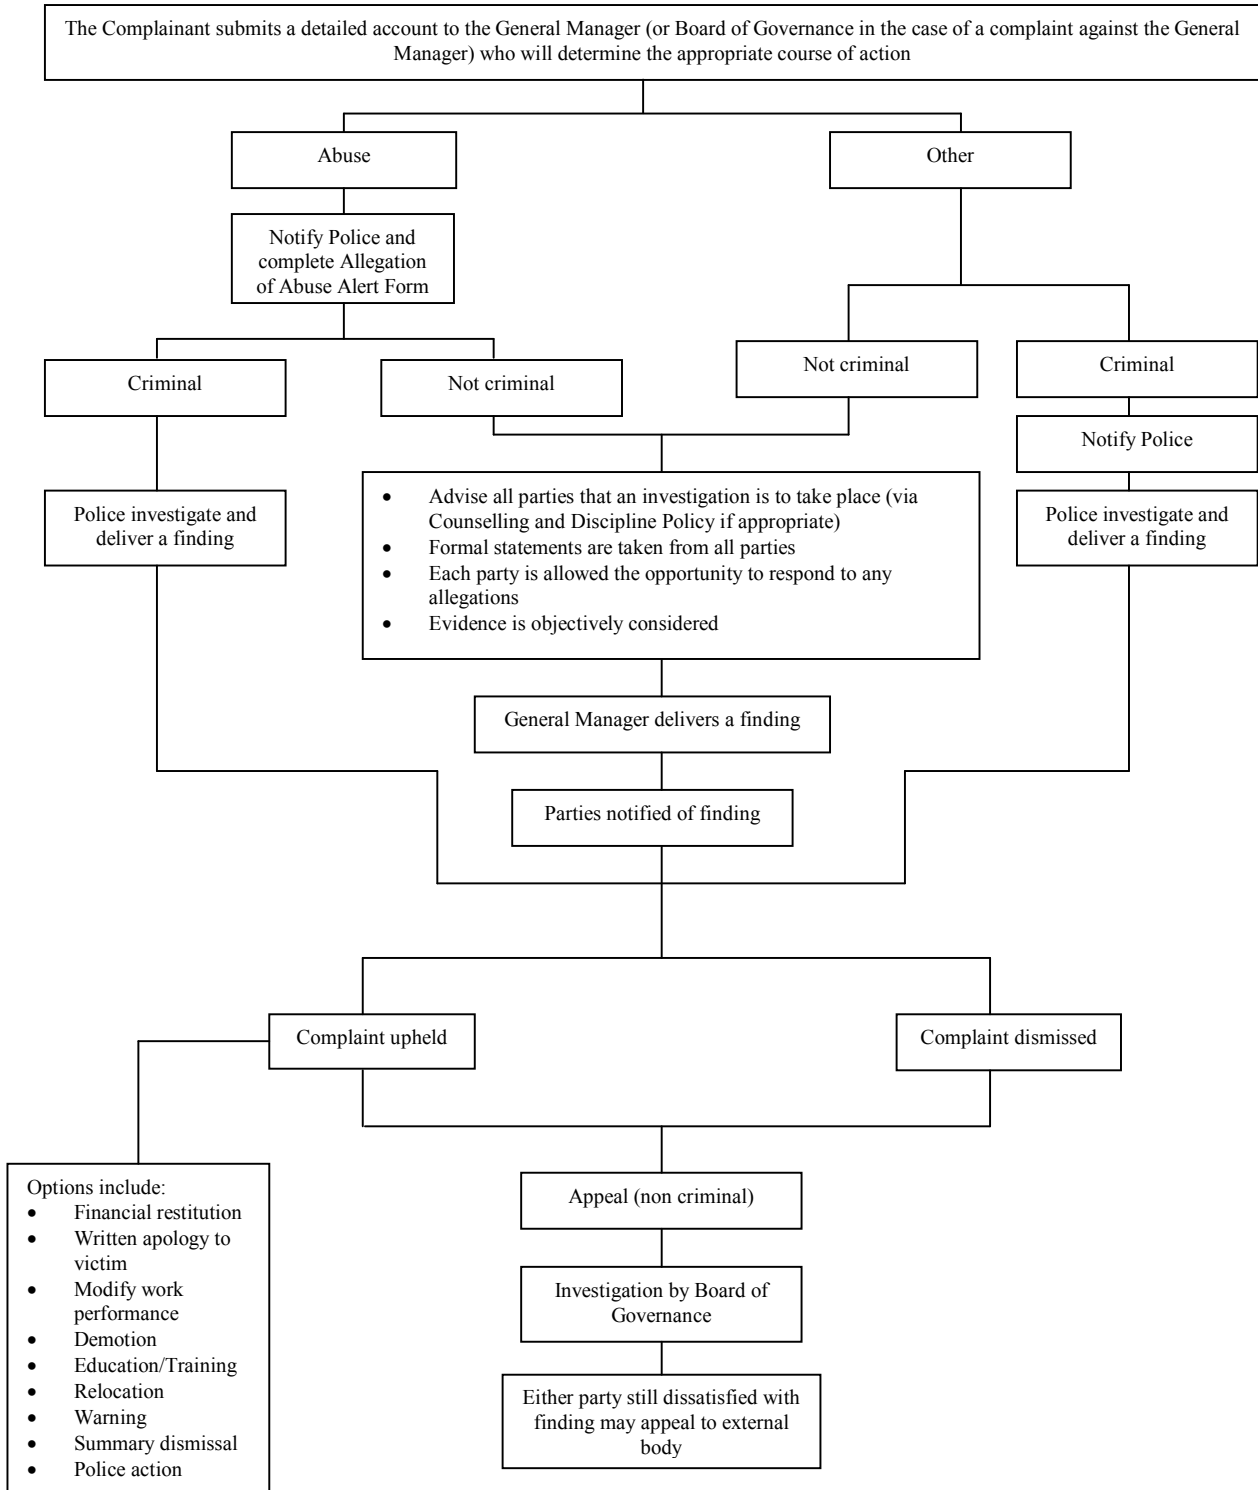 The Complainant submits a detailed account to the General Manager (or Board of Governance in the case of a complaint against the General
Manager) who will determine the appropriate course of action
Abuse
Other
Notify Police and
complete Allegation
of Abuse Alert Form
Criminal
Not criminal
Not criminal
Criminal
Notify Police
Police investigate and
deliver a finding
• Advise all parties that an investigation is to take place (via
Counselling and Discipline Policy if appropriate)
• Formal statements are taken from all parties
• Each party is allowed the opportunity to respond to any
allegations
• Evidence is objectively considered
Police investigate and
deliver a finding
General Manager delivers a finding
Parties notified of finding
Complaint upheld
Complaint dismissed
Options include:
• Financial restitution
• Written apology to
victim
• Modify work
performance
• Demotion
• Education/Training
• Relocation
• Warning
• Summary dismissal
• Police action
Appeal (non criminal)
Investigation by Board of
Governance
Either party still dissatisfied with
finding may appeal to external
body